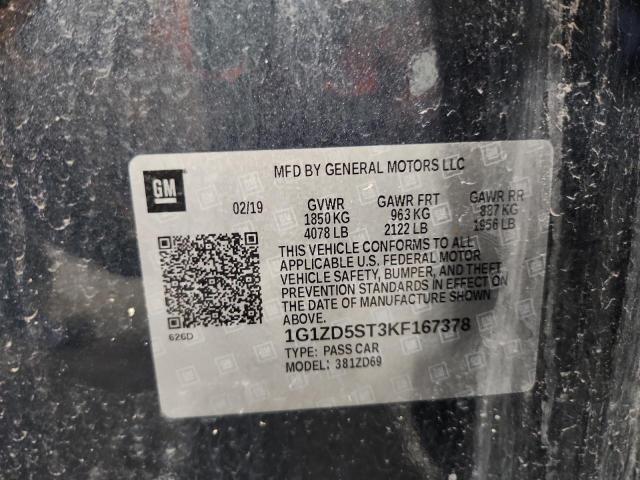 MFD BY GENERAL MOTORS LLC
GM
02/19 GVWR GAWR FRT GAWR RR
1850 KG 963 KG 887 KG
4078 LB 2122 LB 1956 LB
THIS VEHICLE CONFORMS TO ALL
APPLICABLE U.S. FEDERAL MOTOR
VEHICLE SAFETY, BUMPER, AND THEFT
PREVENTION STANDARDS IN EFFECT ON
THE DATE OF MANUFACTURE SHOWN
ABOVE.
626D
1G1ZD5ST3KF167378
TYPE: PASS CAR
MODEL: 381ZD69